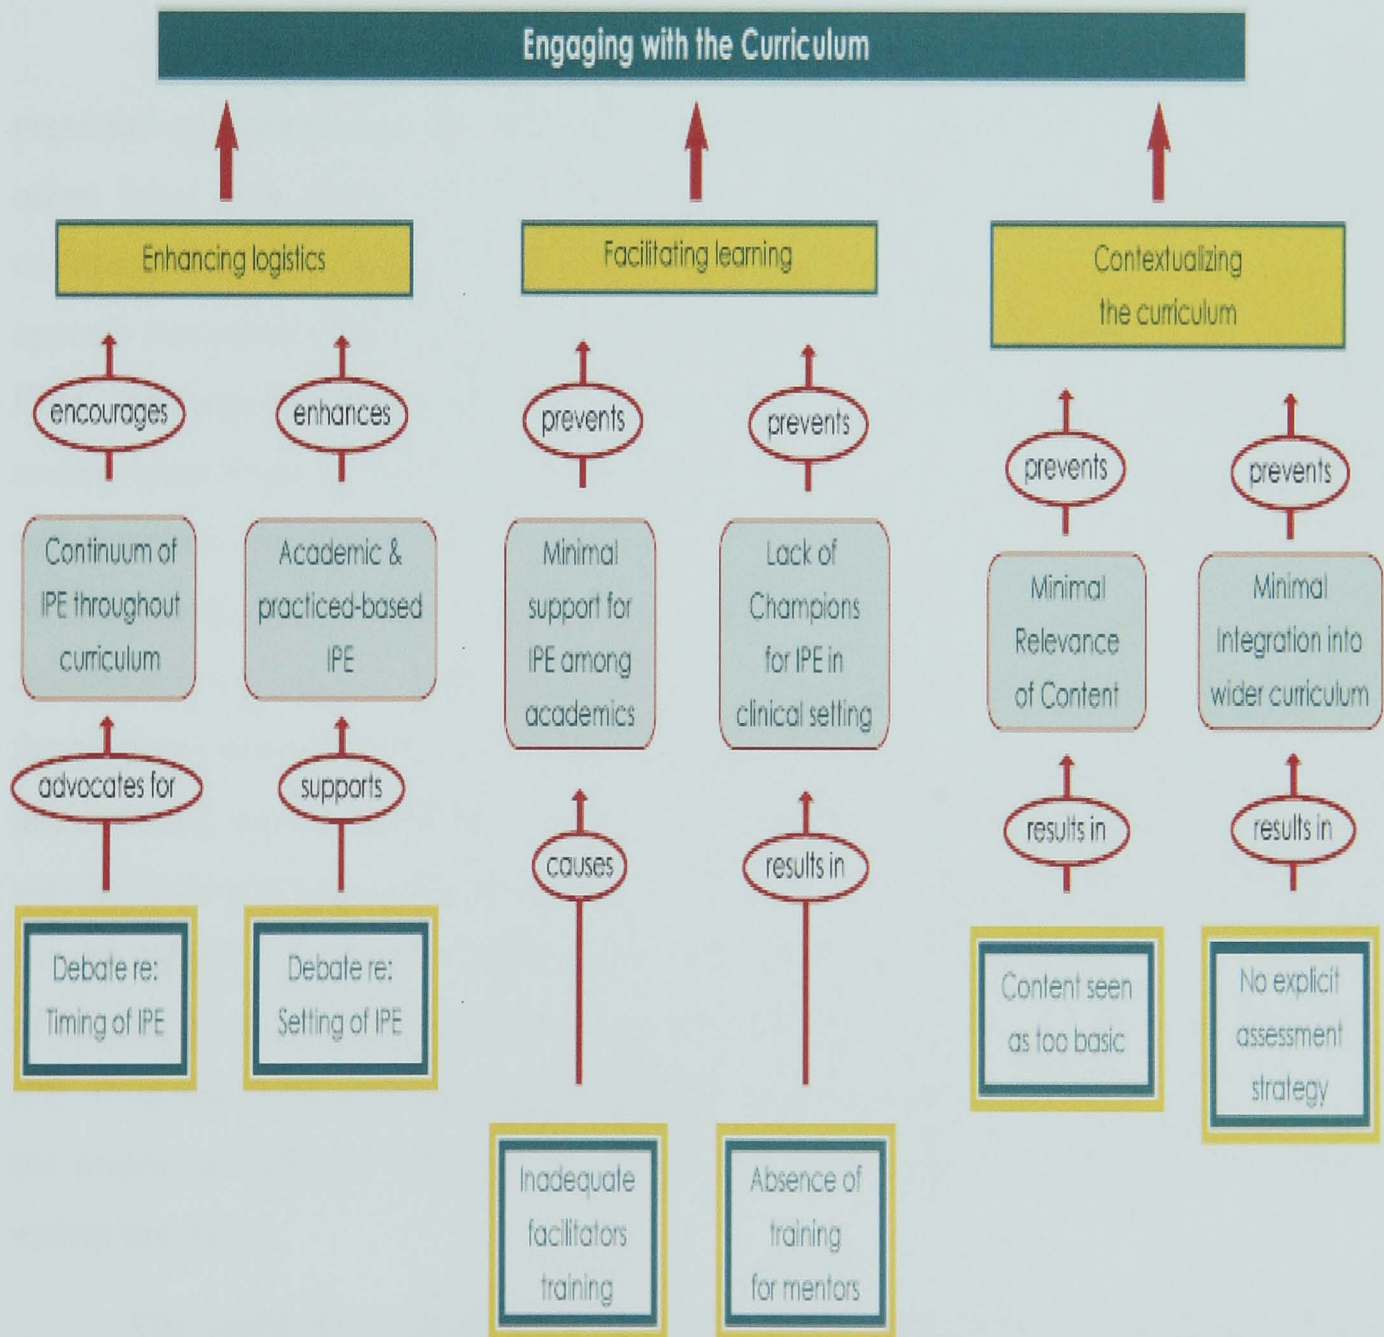 Engaging with the Curriculum
Enhancing logistics
Facilitating learning
Contextualizing
the curriculum
encourages
enhances
prevents
prevents
prevents
prevents
Continuum of
IPE throughout
curriculum
Academic &
practiced-based
IPE
Minimal
support for
IPE among
academics
Lack of
Champions
for IPE in
clinical setting
Minimal
Relevance
of Content
Minimal
Integration into
wider curriculum
advocates for
supports
causes
results in
results in
results in
Debate re:
Timing of IPE
Debate re:
Setting of IPE
Inadequate
facilitators
training
Absence of
training
for mentors
Content seen
as too basic
No explicit
assessment
strategy